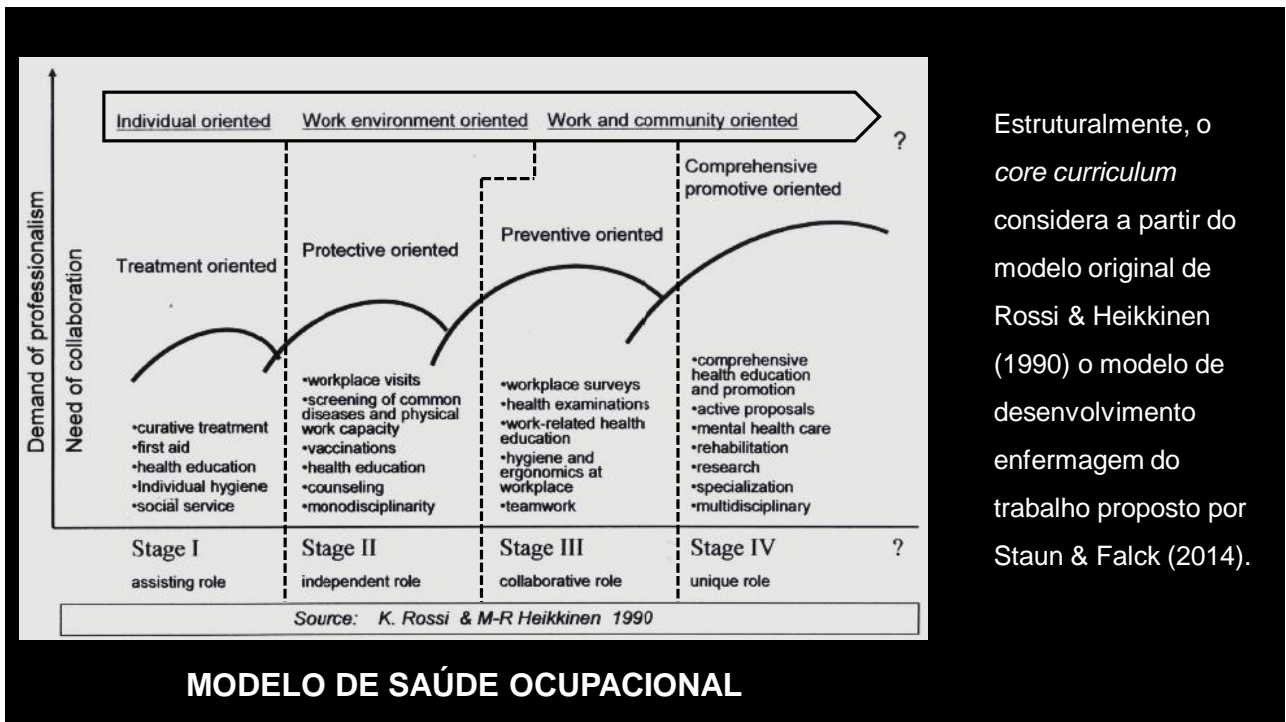 Individual oriented
Work environment oriented
Work and community oriented
?
Demand of professionalism
Need of collaboration
Treatment oriented
Protective oriented
Preventive oriented
Comprehensive
promotive oriented
•curative treatment
•first aid
•health education
•Individual hygiene
•social service
•workplace visits
•screening of common
diseases and physical
work capacity
•vaccinations
•health education
•counseling
•monodisciplinarity
•workplace surveys
•health examinations
•work-related health
education
•hygiene and
ergonomics at
workplace
•teamwork
•comprehensive
health education
and promotion
•active proposals
•mental health care
•rehabilitation
•research
•specialization
•multidisciplinary
Stage I
assisting role
Stage II
independent role
Stage III
collaborative role
Stage IV
unique role
?
Source: K. Rossi & M-R Heikkinen 1990
MODELO DE SAÚDE OCUPACIONAL
Estruturalmente, o
core curriculum
considera a partir do
modelo original de
Rossi & Heikkinen
(1990) o modelo de
desenvolvimento
enfermagem do
trabalho proposto por
Staun & Falck (2014).